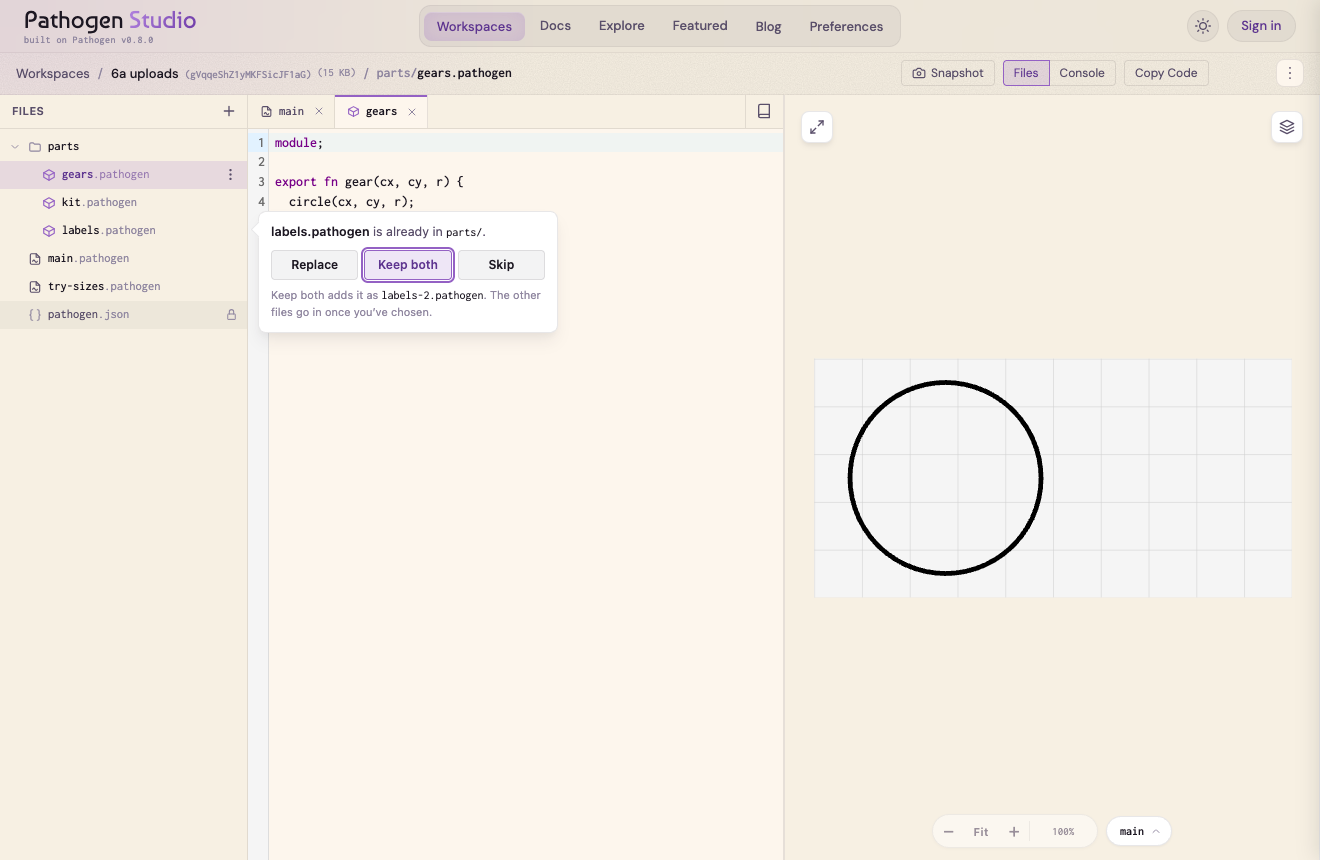 Pathogen Studio
built on Pathogen v0.8.0
Workspaces
Docs
Explore
Featured
Blog
Preferences
Sign in
Workspaces / 6a uploads (gVqqeShZ1yMKFSicJF1aG) (15 KB) / parts/gears.pathogen
Snapshot
Files
Console
Copy Code
FILES
main
gears
parts
gears.pathogen
kit.pathogen
labels.pathogen
main.pathogen
try-sizes.pathogen
{ } pathogen.json
1 module;
2
3 export fn gear(cx, cy, r) {
4 circle(cx, cy, r);
labels.pathogen is already in parts/.
Replace
Keep both
Skip
Keep both adds it as labels-2.pathogen. The other
files go in once you've chosen.
Fit
100%
main